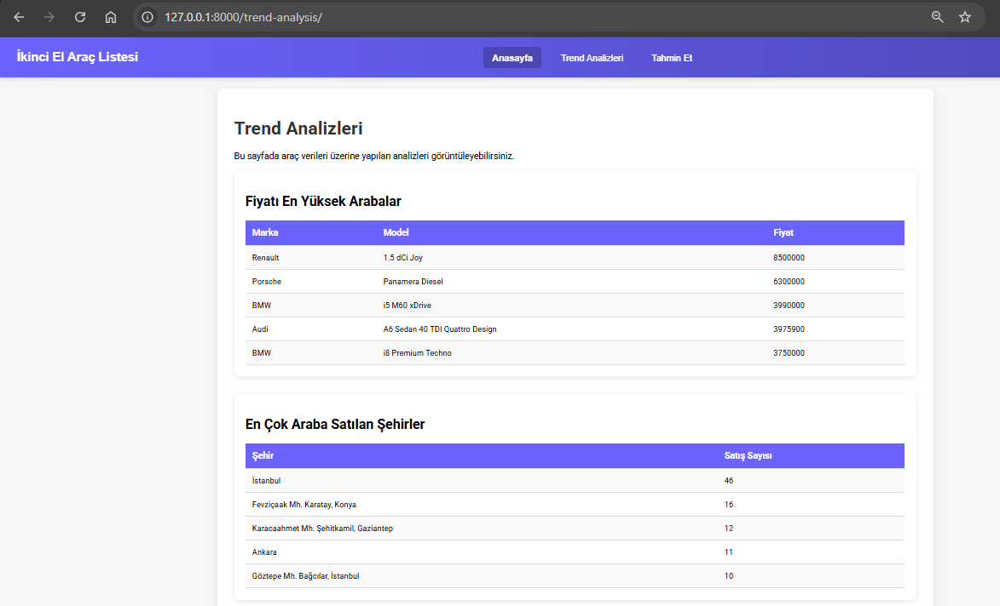 127.0.0.1:8000/trend-analysis/
İkinci El Araç Listesi
Anasayfa Trend Analizleri Tahmin Et
Trend Analizleri
Bu sayfada araç verileri üzerine yapılan analizleri görüntüleyebilirsiniz.
Fiyatı En Yüksek Arabalar
Marka Model Fiyat
Renault 1.5 dCi Joy 8500000
Porsche Panamera Diesel 6300000
BMW i5 M60 xDrive 3990000
Audi A6 Sedan 40 TDI Quattro Design 3975900
BMW i8 Premium Techno 3750000
En Çok Araba Satılan Şehirler
Şehir Satış Sayısı
İstanbul 46
Fevziçaak Mh. Karatay, Konya 16
Karacaahmet Mh. Şehitkamil, Gaziantep 12
Ankara 11
Göztepe Mh. Bağcılar, İstanbul 10